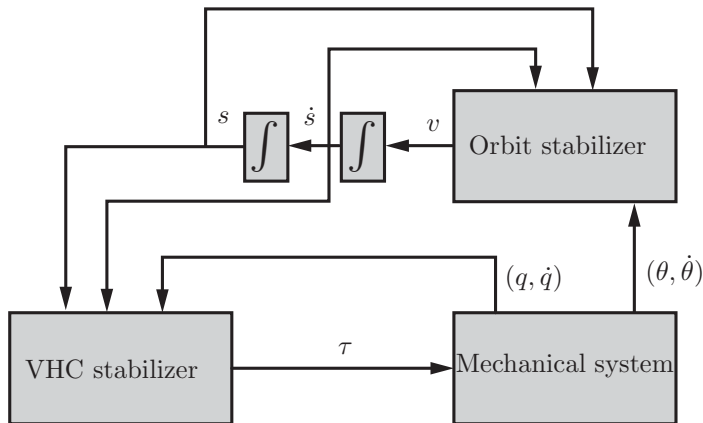 s ∫ ṡ ∫ v Orbit stabilizer
(q, q̇) (θ, θ̇)
τ
VHC stabilizer Mechanical system